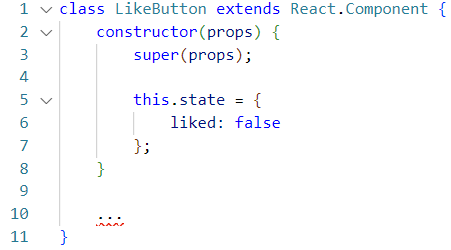 1 class LikeButton extends React.Component {
2     constructor(props) {
3         super(props);
4
5         this.state = {
6             liked: false
7         };
8     }
9
10     ...
11 }